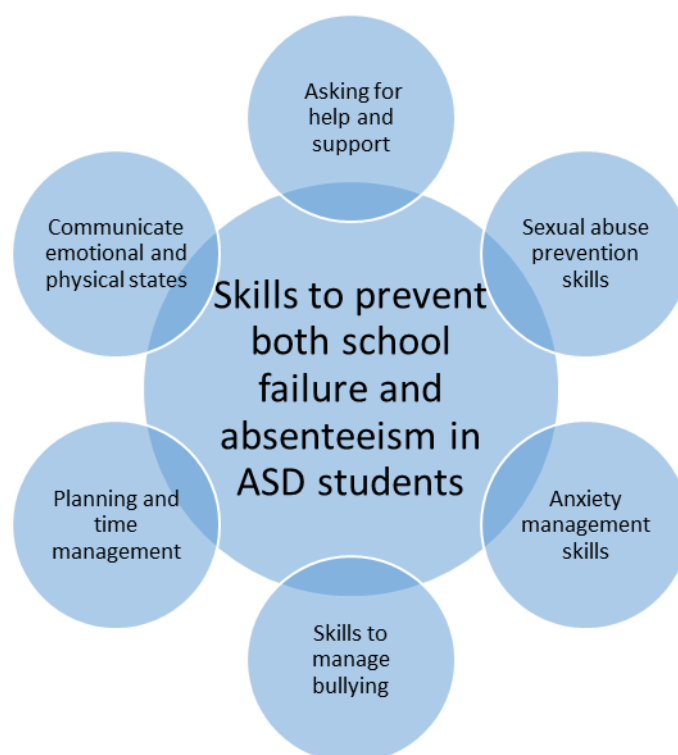 Asking for
help and
support
Communicate
emotional and
physical states
Sexual abuse
prevention
skills
Skills to prevent
both school
failure and
absenteeism in
ASD students
Planning and
time
management
Anxiety
management
skills
Skills to
manage
bullying